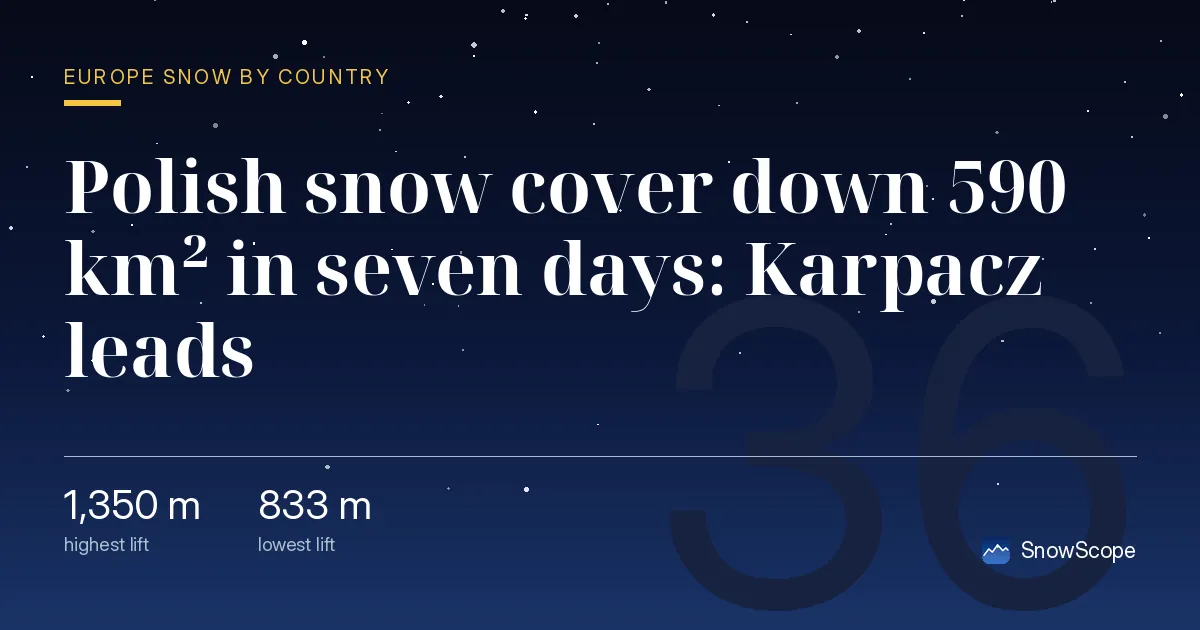 EUROPE SNOW BY COUNTRY
Polish snow cover down 590
km² in seven days: Karpacz
leads
36
1,350 m 833 m
highest lift lowest lift
SnowScope